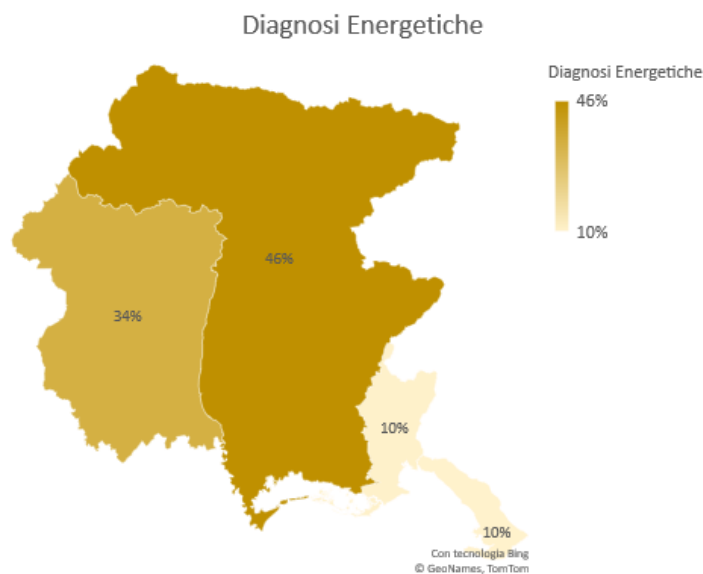 Diagnosi Energetiche
Diagnosi Energetiche
46%
10%
46%
34%
10%
10%
Con tecnologia Bing
© GeoNames, TomTom